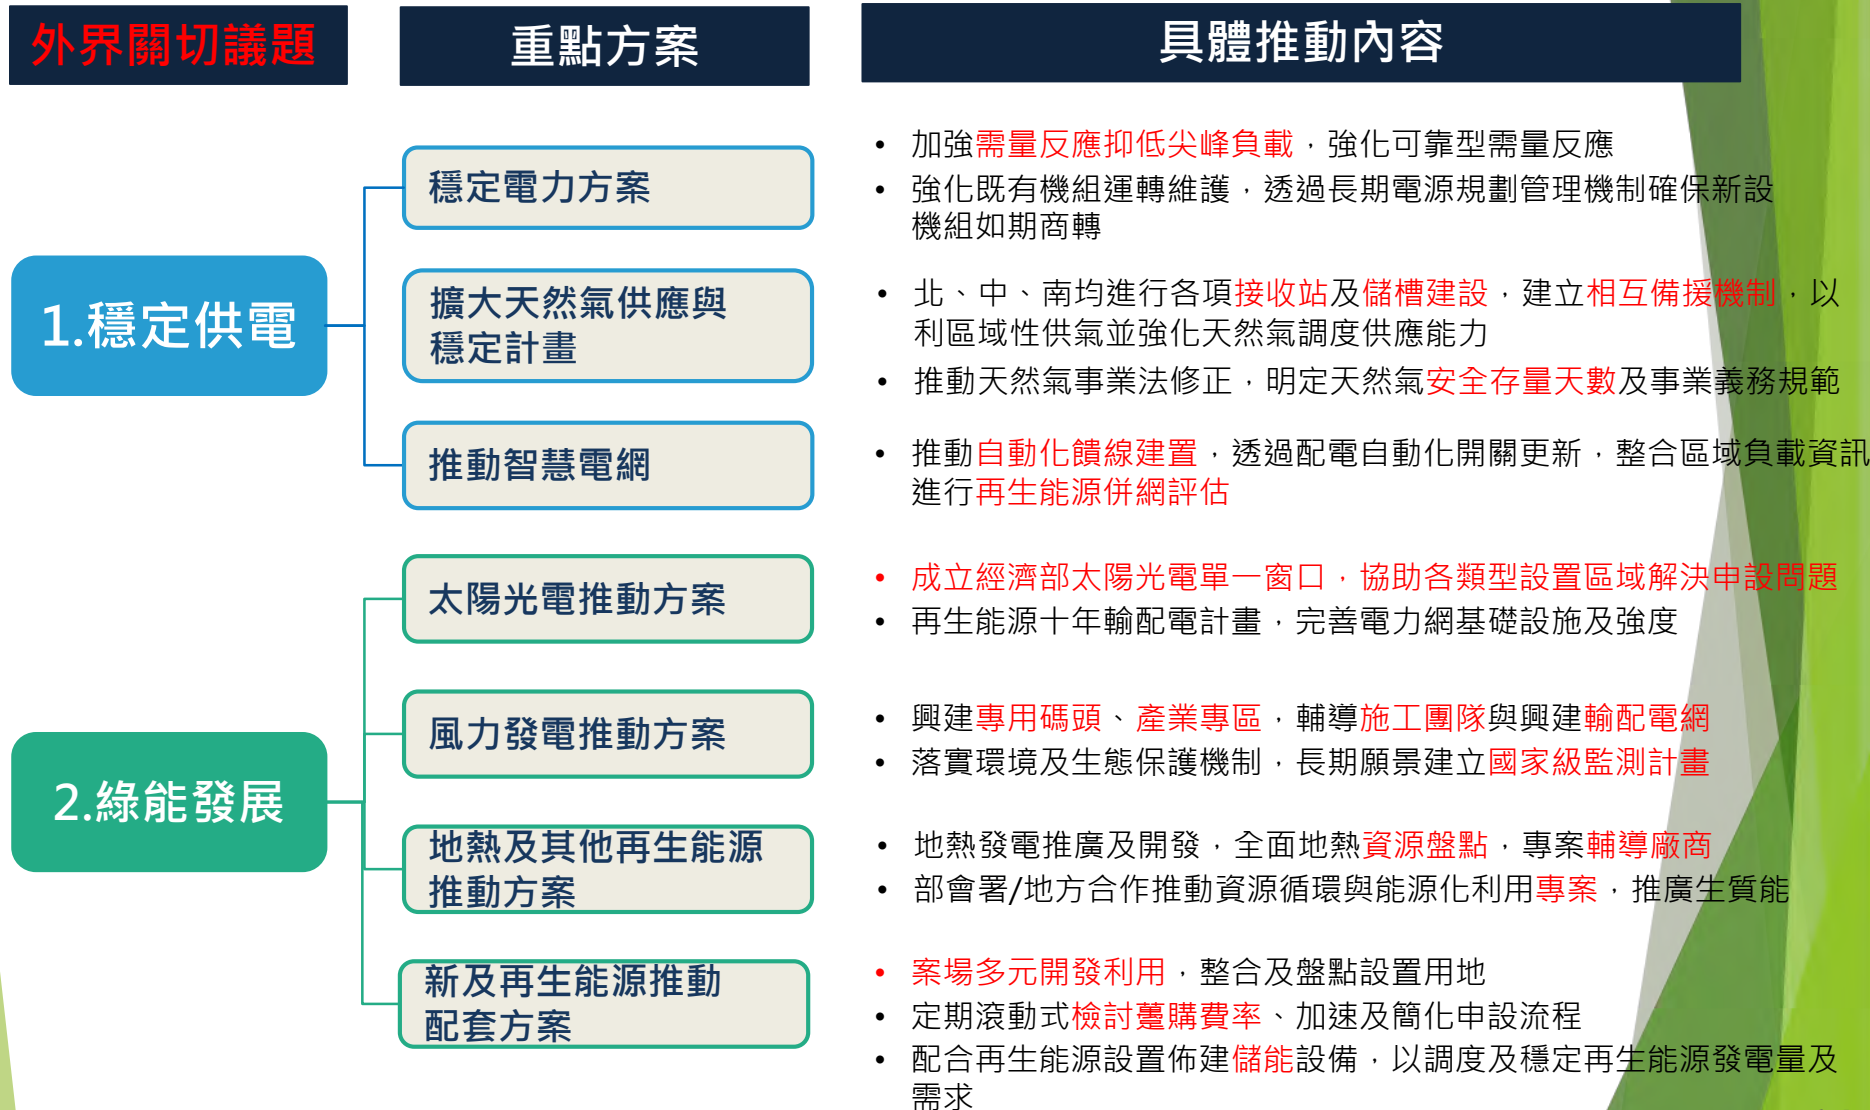 外界關切議題
重點方案
具體推動內容
1.穩定供電
穩定電力方案
• 加強需量反應抑低尖峰負載，強化可靠型需量反應
• 強化既有機組運轉維護，透過長期電源規劃管理機制確保新設
機組如期商轉
擴大天然氣供應與
穩定計畫
• 北、中、南均進行各項接收站及儲槽建設，建立相互備援機制，以
利區域性供氣並強化天然氣調度供應能力
• 推動天然氣事業法修正，明定天然氣安全存量天數及事業義務規範
推動智慧電網
• 推動自動化饋線建置，透過配電自動化開關更新，整合區域負載資訊
進行再生能源併網評估
2.綠能發展
太陽光電推動方案
• 成立經濟部太陽光電單一窗口，協助各類型設置區域解決申設問題
• 再生能源十年輸配電計畫，完善電力網基礎設施及強度
風力發電推動方案
• 興建專用碼頭、產業專區，輔導施工團隊與興建輸配電網
• 落實環境及生態保護機制，長期願景建立國家級監測計畫
地熱及其他再生能源
推動方案
• 地熱發電推廣及開發，全面地熱資源盤點，專案輔導廠商
• 部會署/地方合作推動資源循環與能源化利用專案，推廣生質能
新及再生能源推動
配套方案
• 案場多元開發利用，整合及盤點設置用地
• 定期滾動式檢討躉購費率、加速及簡化申設流程
• 配合再生能源設置佈建儲能設備，以調度及穩定再生能源發電量及
需求